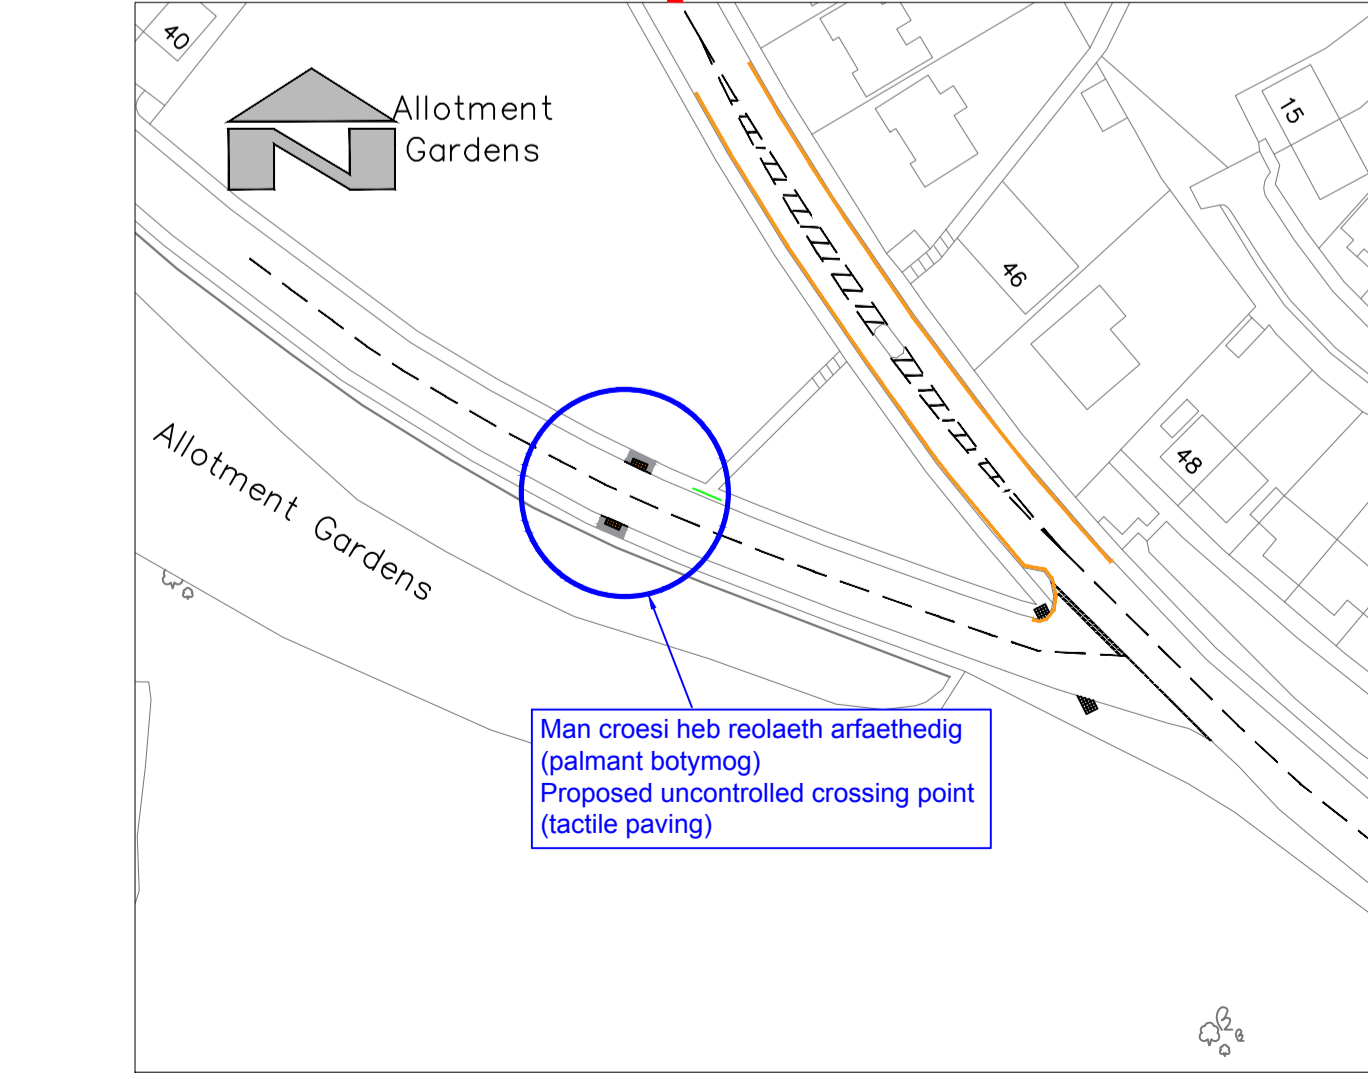 40
Allotment
Gardens
N
15
46
48
Allotment Gardens
Man croesi heb reolaeth arfaethedig
(palmant botymog)
Proposed uncontrolled crossing point
(tactile paving)